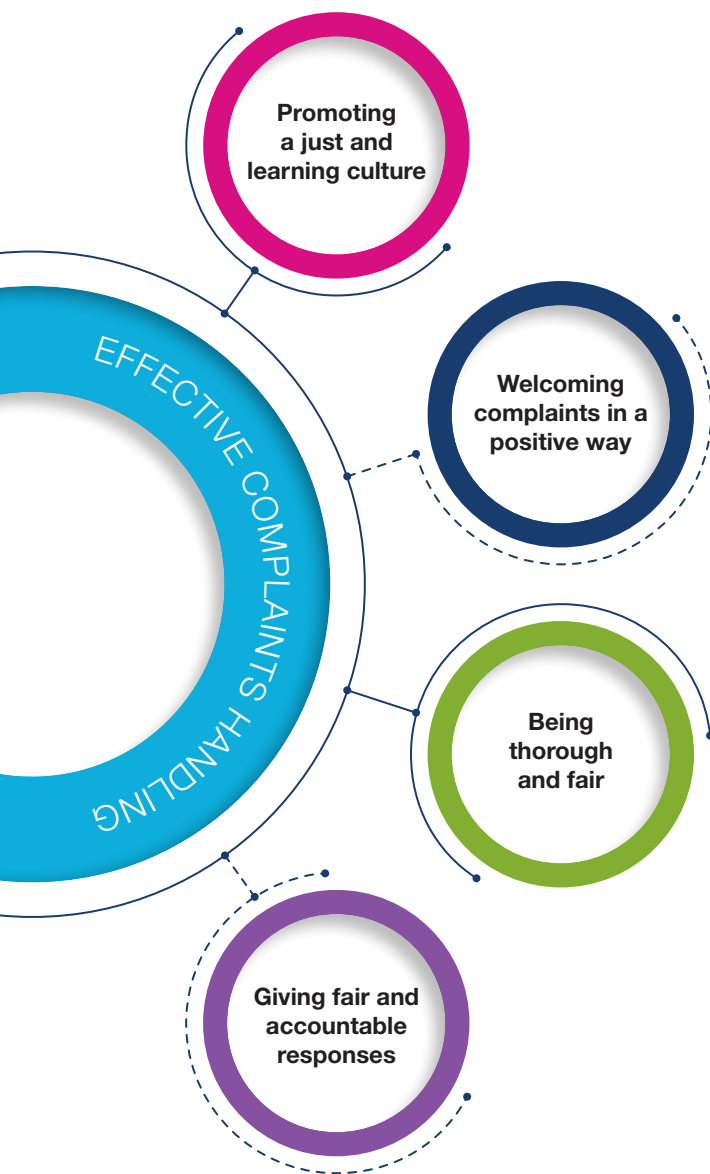 Promoting
a just and
learning culture
EFFECTIVE COMPLAINTS HANDLING
Welcoming
complaints in a
positive way
Being
thorough
and fair
Giving fair and
accountable
responses